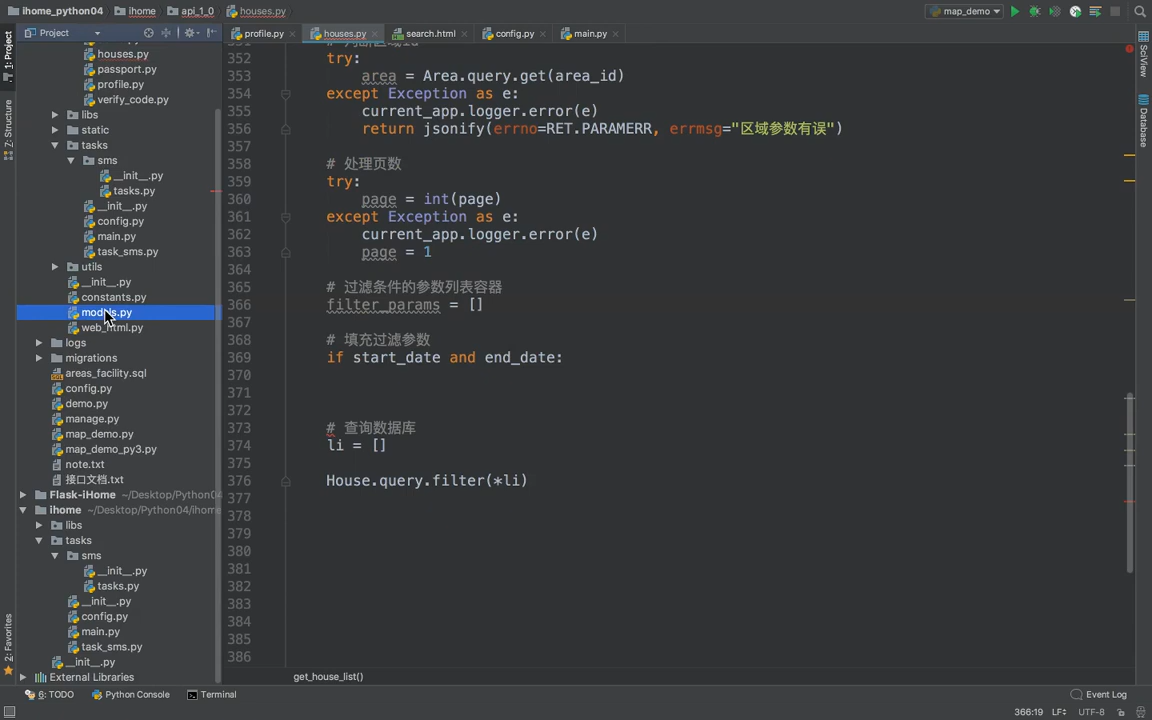 ihome_python04 ihome api_1_0 houses.py map_demo
Project profile.py houses.py search.html config.py main.py
1: Project
Z: Structure
2: Favorites
SciView
Database
houses.py
passport.py
profile.py
verify_code.py
libs
static
tasks
sms
__init__.py
tasks.py
__init__.py
config.py
main.py
task_sms.py
utils
__init__.py
constants.py
models.py
web_html.py
logs
migrations
areas_facility.sql
config.py
demo.py
manage.py
map_demo.py
map_demo_py3.py
note.txt
接口文档.txt
Flask-iHome ~/Desktop/Python04
ihome ~/Desktop/Python04/ihome
libs
tasks
sms
__init__.py
tasks.py
__init__.py
config.py
main.py
task_sms.py
__init__.py
External Libraries
352 try:
353 area = Area.query.get(area_id)
354 except Exception as e:
355 current_app.logger.error(e)
356 return jsonify(errno=RET.PARAMERR, errmsg="区域参数有误")
357
358 # 处理页数
359 try:
360 page = int(page)
361 except Exception as e:
362 current_app.logger.error(e)
363 page = 1
364
365 # 过滤条件的参数列表容器
366 filter_params = []
367
368 # 填充过滤参数
369 if start_date and end_date:
370
371
372
373 # 查询数据库
374 li = []
375
376 House.query.filter(*li)
377
378
379
380
381
382
383
384
385
386
get_house_list()
6: TODO Python Console Terminal Event Log
366:19 LF UTF-8